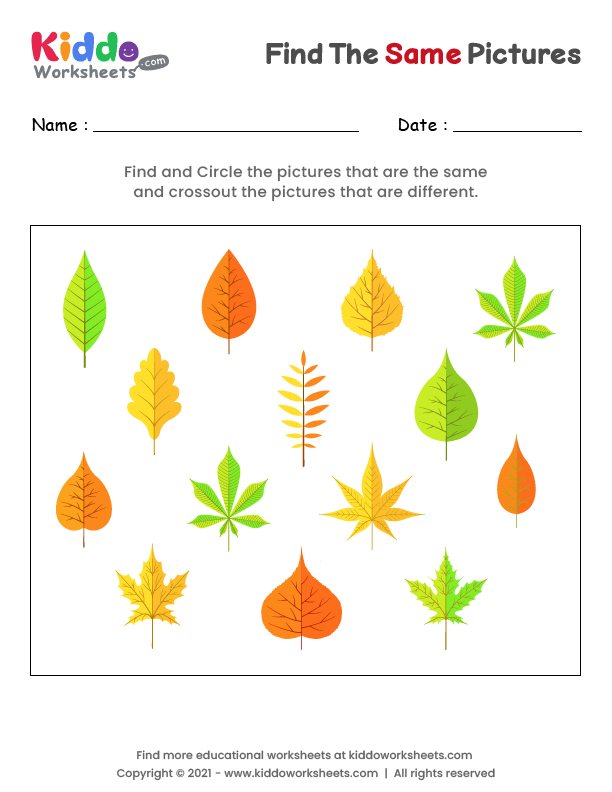 Kiddo
Worksheets.com
Find The Same Pictures
Name :
Date :
Find and Circle the pictures that are the same
and crossout the pictures that are different.
Find more educational worksheets at kiddoworksheets.com
Copyright © 2021 - www.kiddoworksheets.com | All rights reserved